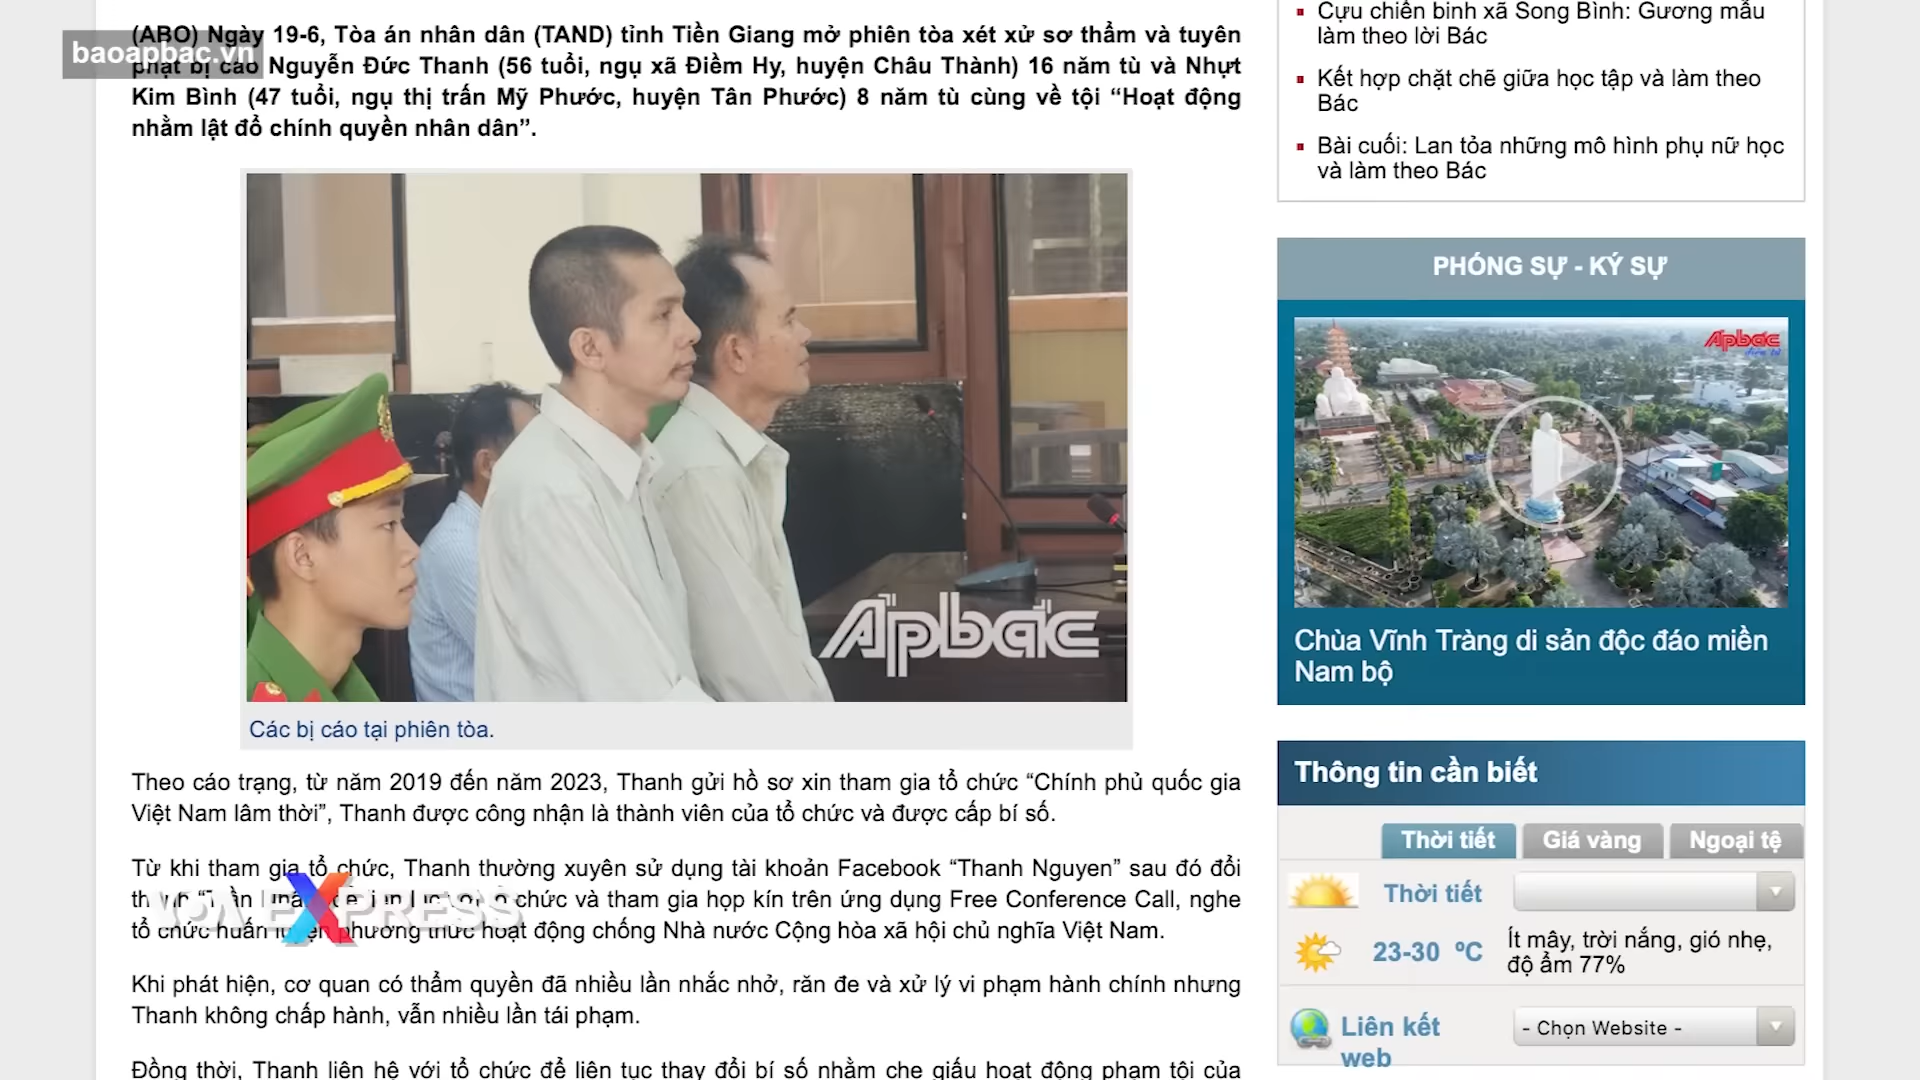 (ABO) Ngày 19-6, Tòa án nhân dân (TAND) tỉnh Tiền Giang mở phiên tòa xét xử sơ thẩm và tuyên
baoapbac.vn
phạt bị cáo Nguyễn Đức Thanh (56 tuổi, ngụ xã Điềm Hy, huyện Châu Thành) 16 năm tù và Nhựt
Kim Bình (47 tuổi, ngụ thị trấn Mỹ Phước, huyện Tân Phước) 8 năm tù cùng về tội “Hoạt động
nhằm lật đổ chính quyền nhân dân”.
Apbac
Các bị cáo tại phiên tòa.
Theo cáo trạng, từ năm 2019 đến năm 2023, Thanh gửi hồ sơ xin tham gia tổ chức “Chính phủ quốc gia
Việt Nam lâm thời”, Thanh được công nhận là thành viên của tổ chức và được cấp bí số.
Từ khi tham gia tổ chức, Thanh thường xuyên sử dụng tài khoản Facebook “Thanh Nguyen” sau đó đổi
chức và tham gia họp kín trên ứng dụng Free Conference Call, nghe
VOA EXPRESS
tổ chức huấn luyện phương thức hoạt động chống Nhà nước Cộng hòa xã hội chủ nghĩa Việt Nam.
Khi phát hiện, cơ quan có thẩm quyền đã nhiều lần nhắc nhở, răn đe và xử lý vi phạm hành chính nhưng
Thanh không chấp hành, vẫn nhiều lần tái phạm.
Đồng thời, Thanh liên hệ với tổ chức để liên tục thay đổi bí số nhằm che giấu hoạt động phạm tội của
Cựu chiến binh xã Song Bình: Gương mẫu
làm theo lời Bác
Kết hợp chặt chẽ giữa học tập và làm theo
Bác
Bài cuối: Lan tỏa những mô hình phụ nữ học
và làm theo Bác
PHÓNG SỰ - KÝ SỰ
Apbac
điện tử
Chùa Vĩnh Tràng di sản độc đáo miền
Nam bộ
Thông tin cần biết
Thời tiết Giá vàng Ngoại tệ
Thời tiết
23-30 ºC Ít mây, trời nắng, gió nhẹ,
độ ẩm 77%
Liên kết
web
- Chọn Website -